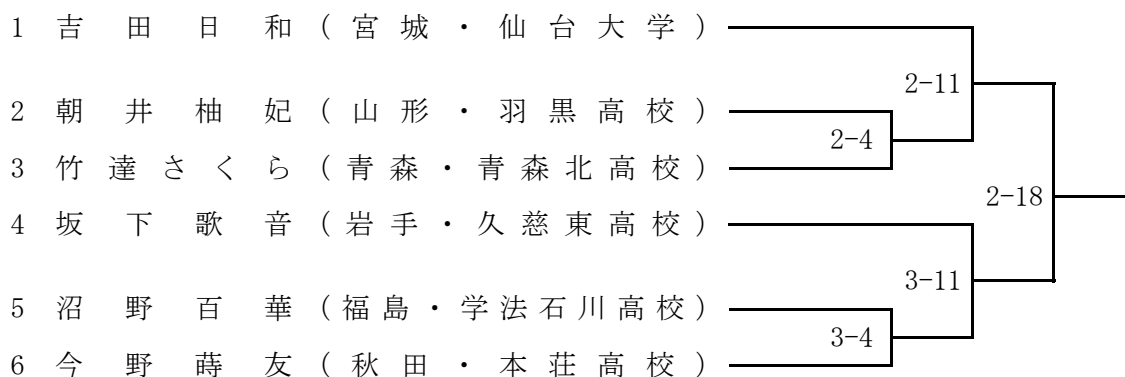 1 吉田日和 (宮城・仙台大学)
2-11
2 朝井柚妃 (山形・羽黒高校)
2-4
3 竹達さくら (青森・青森北高校)
2-18
4 坂下歌音 (岩手・久慈東高校)
3-11
5 沼野百華 (福島・学法石川高校)
3-4
6 今野蒔友 (秋田・本荘高校)